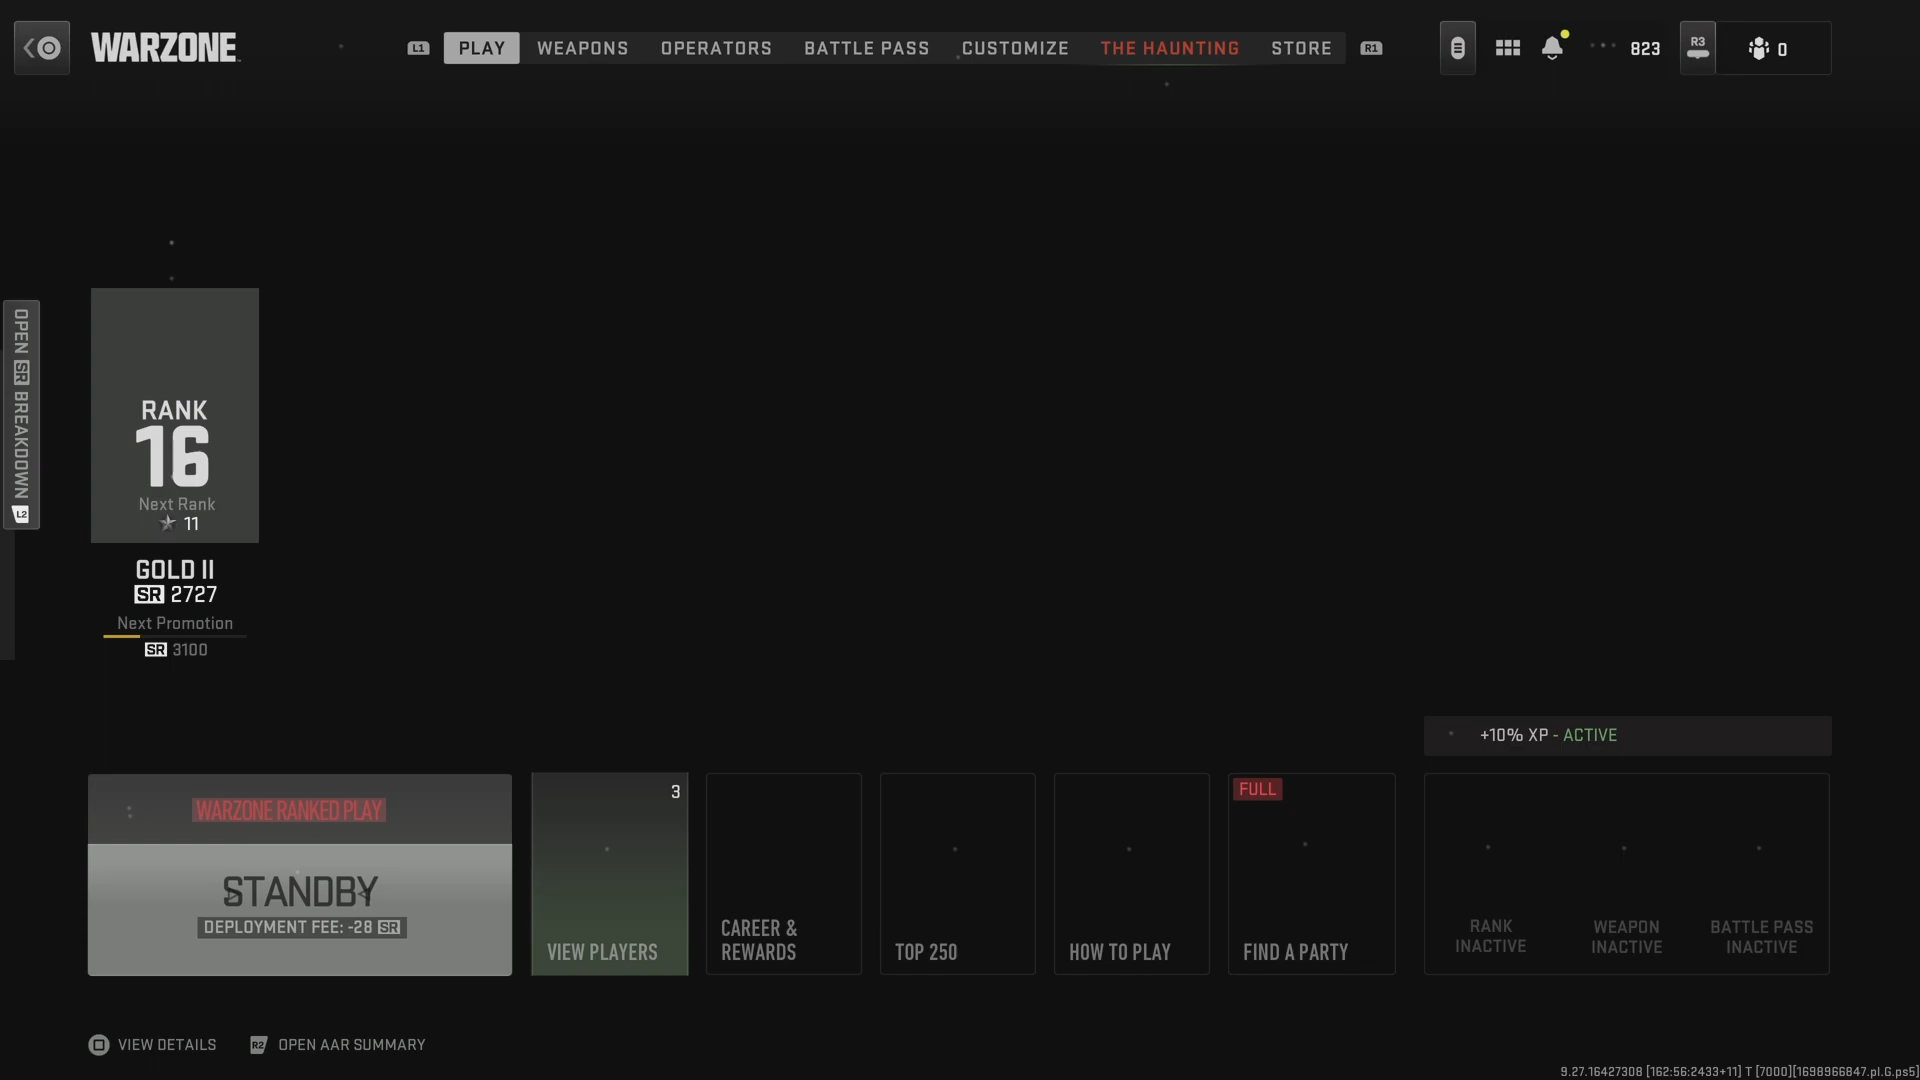 WARZONE
L1 PLAY WEAPONS OPERATORS BATTLE PASS CUSTOMIZE THE HAUNTING STORE R1
823
R3
0
OPEN SR BREAKDOWN L2
RANK
16
Next Rank
11
GOLD II
SR 2727
Next Promotion
SR 3100
+10% XP - ACTIVE
WARZONE RANKED PLAY
STANDBY
DEPLOYMENT FEE: -28 SR
3
VIEW PLAYERS
CAREER &
REWARDS
TOP 250
HOW TO PLAY
FULL
FIND A PARTY
RANK
INACTIVE
WEAPON
INACTIVE
BATTLE PASS
INACTIVE
VIEW DETAILS
R2 OPEN AAR SUMMARY
9.27.16427308 [162:56:2433+11] T [7000][1698966847.pl.G.ps5]